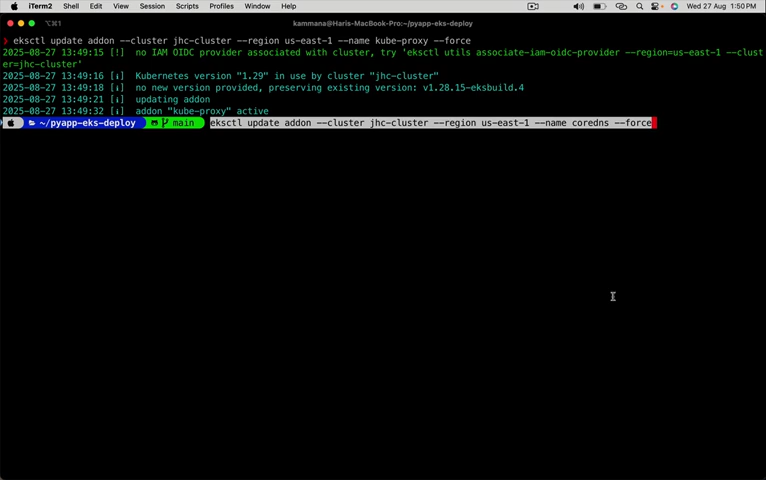 iTerm2 Shell Edit View Session Scripts Profiles Window Help Wed 27 Aug 1:50 PM
⌥⌘1 kammana@Haris-MacBook-Pro:~/pyapp-eks-deploy
❯ eksctl update addon --cluster jhc-cluster --region us-east-1 --name kube-proxy --force
2025-08-27 13:49:15 [!]  no IAM OIDC provider associated with cluster, try 'eksctl utils associate-iam-oidc-provider --region=us-east-1 --clust
er=jhc-cluster'
2025-08-27 13:49:16 [ℹ]  Kubernetes version "1.29" in use by cluster "jhc-cluster"
2025-08-27 13:49:18 [ℹ]  no new version provided, preserving existing version: v1.28.15-eksbuild.4
2025-08-27 13:49:21 [ℹ]  updating addon
2025-08-27 13:49:32 [ℹ]  addon "kube-proxy" active
~/pyapp-eks-deploy main eksctl update addon --cluster jhc-cluster --region us-east-1 --name coredns --force